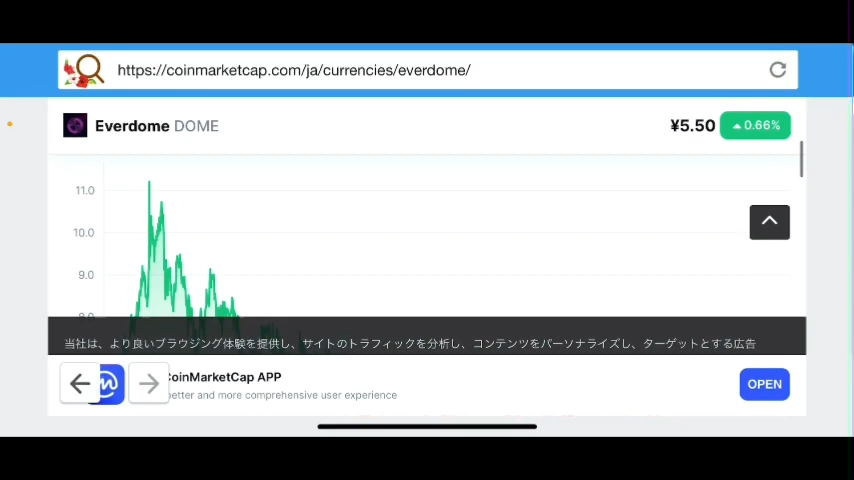 https://coinmarketcap.com/ja/currencies/everdome/
Everdome DOME
¥5.50 0.66%
11.0
10.0
9.0
8.0
当社は、より良いブラウジング体験を提供し、サイトのトラフィックを分析し、コンテンツをパーソナライズし、ターゲットとする広告
CoinMarketCap APP
better and more comprehensive user experience
OPEN